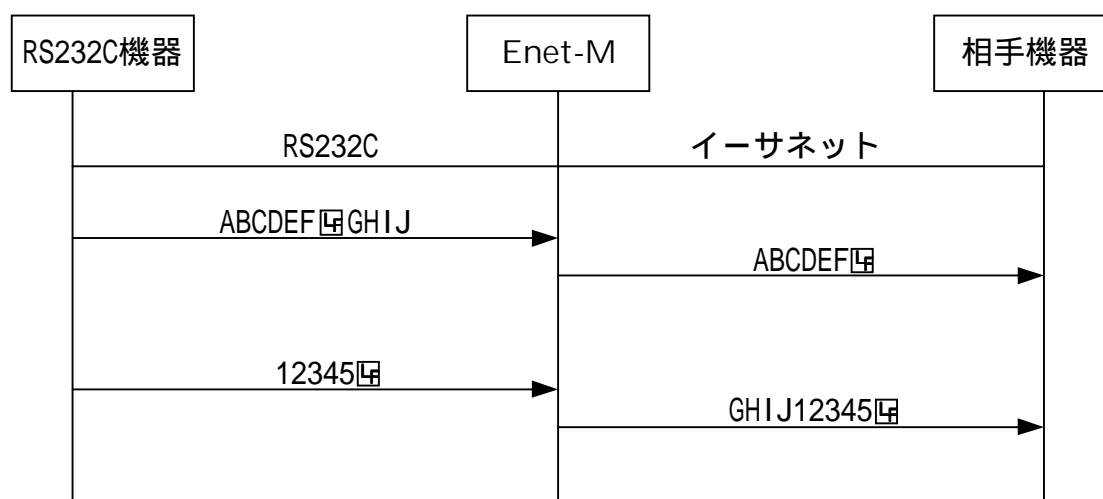 RS232C機器
Enet-M
相手機器
RS232C
イーサネット
ABCDEF␊GHIJ
ABCDEF␊
12345␊
GHIJ12345␊